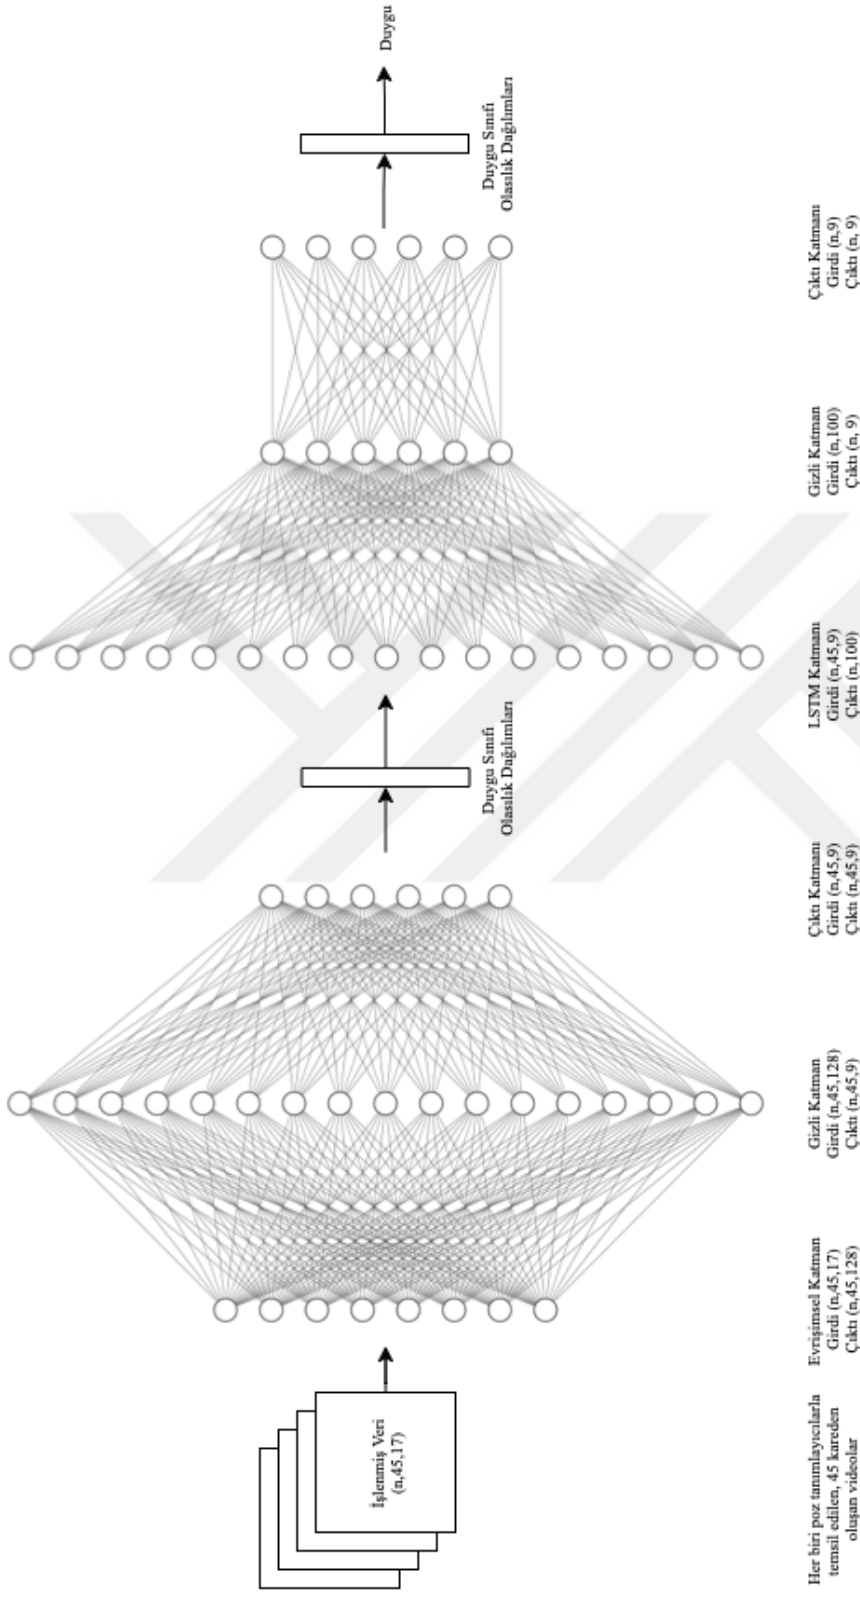 İşlenmiş Veri
(n,45,17)
Duygu Sınıfı
Olasılık Dağılımları
Duygu Sınıfı
Olasılık Dağılımları
Duygu
Her biri poz tanımlayıcılarla
temsil edilen, 45 kareden
oluşan videolar
Evrişimsel Katman
Girdi (n,45,17)
Çıktı (n,45,128)
Gizli Katman
Girdi (n,45,128)
Çıktı (n,45,9)
Çıktı Katmanı
Girdi (n,45,9)
Çıktı (n,45,9)
LSTM Katmanı
Girdi (n,45,9)
Çıktı (n,100)
Gizli Katman
Girdi (n,100)
Çıktı (n, 9)
Çıktı Katmanı
Girdi (n,9)
Çıktı (n, 9)